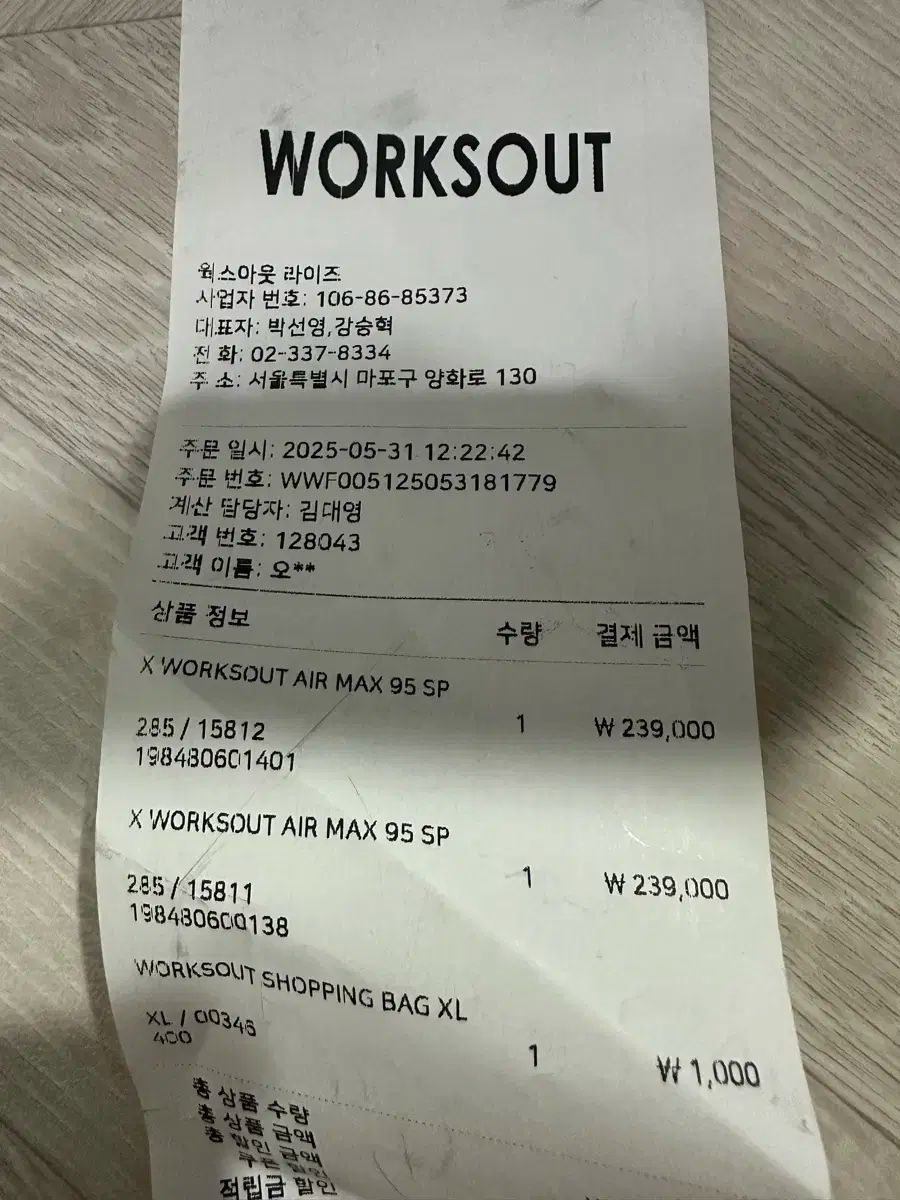 WORKSOUT
웍스아웃 라이즈
사업자 번호: 106-86-85373
대표자: 박선영,강승혁
전 화: 02-337-8334
주 소: 서울특별시 마포구 양화로 130
주문 일시: 2025-05-31 12:22:42
주문 번호: WWF005125053181779
계산 담당자: 김대영
고객 번호: 128043
고객 이름: 오**
상품 정보 수량 결제 금액
X WORKSOUT AIR MAX 95 SP
285 / 15812 1 ₩ 239,000
198480601401
X WORKSOUT AIR MAX 95 SP
285 / 15811 1 ₩ 239,000
198480600138
WORKSOUT SHOPPING BAG XL
XL / 00346
400
1 ₩ 1,000
총 상품 수량
총 상품 금액
총 할인 금액
쿠폰 할인
적립금 할인